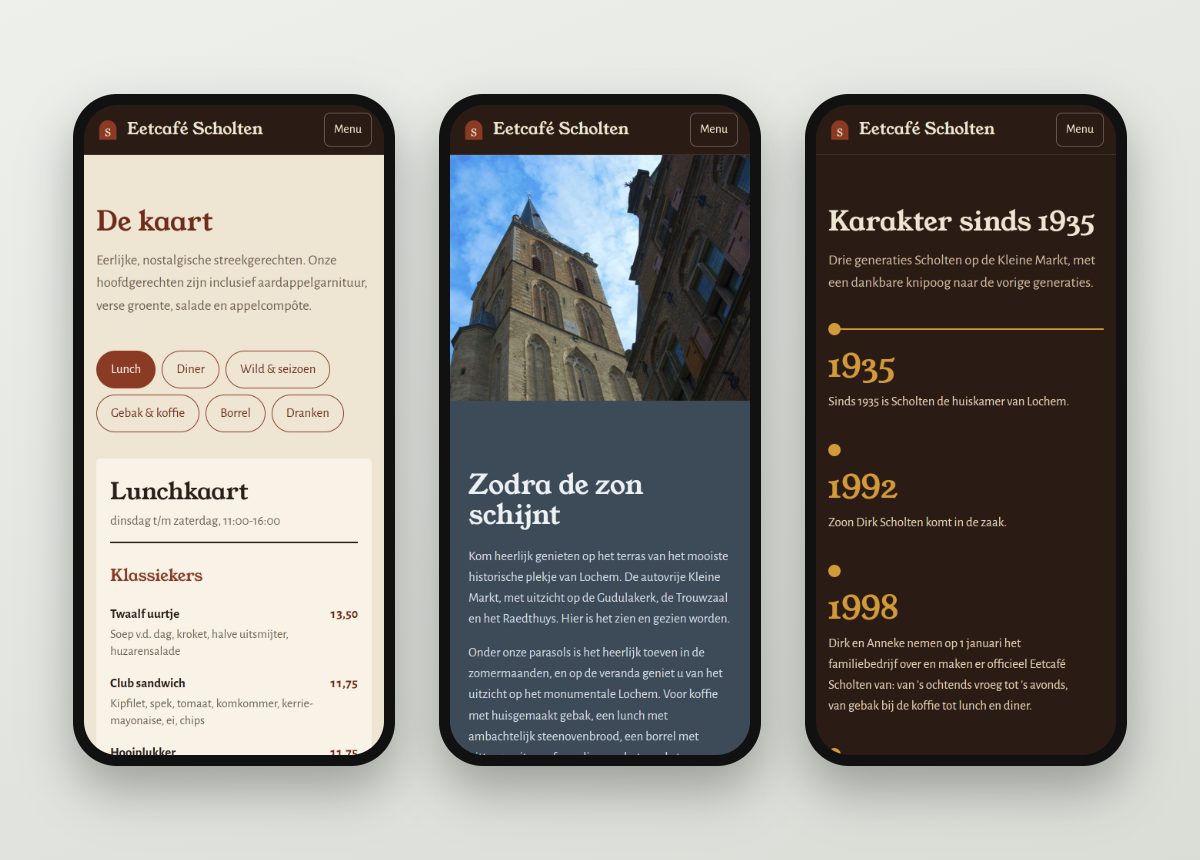 S Eetcafé Scholten Menu
De kaart
Eerlijke, nostalgische streekgerechten. Onze
hoofdgerechten zijn inclusief aardappelgarnituur,
verse groente, salade en appelcompôte.
Lunch Diner Wild & seizoen
Gebak & koffie Borrel Dranken
Lunchkaart
dinsdag t/m zaterdag, 11:00-16:00
Klassiekers
Twaalf uurtje 13,50
Soep v.d. dag, kroket, halve uitsmijter,
huzarensalade
Club sandwich 11,75
Kipfilet, spek, tomaat, komkommer, kerrie-
mayonaise, ei, chips
Hooiplukker 11,75
S Eetcafé Scholten Menu
Zodra de zon
schijnt
Kom heerlijk genieten op het terras van het mooiste
historische plekje van Lochem. De autovrije Kleine
Markt, met uitzicht op de Gudulakerk, de Trouwzaal
en het Raedthuys. Hier is het zien en gezien worden.
Onder onze parasols is het heerlijk toeven in de
zomermaanden, en op de veranda geniet u van het
uitzicht op het monumentale Lochem. Voor koffie
met huisgemaakt gebak, een lunch met
ambachtelijk steenovenbrood, een borrel met
S Eetcafé Scholten Menu
Karakter sinds 1935
Drie generaties Scholten op de Kleine Markt, met
een dankbare knipoog naar de vorige generaties.
1935
Sinds 1935 is Scholten de huiskamer van Lochem.
1992
Zoon Dirk Scholten komt in de zaak.
1998
Dirk en Anneke nemen op 1 januari het
familiebedrijf over en maken er officieel Eetcafé
Scholten van: van 's ochtends vroeg tot 's avonds,
van gebak bij de koffie tot lunch en diner.